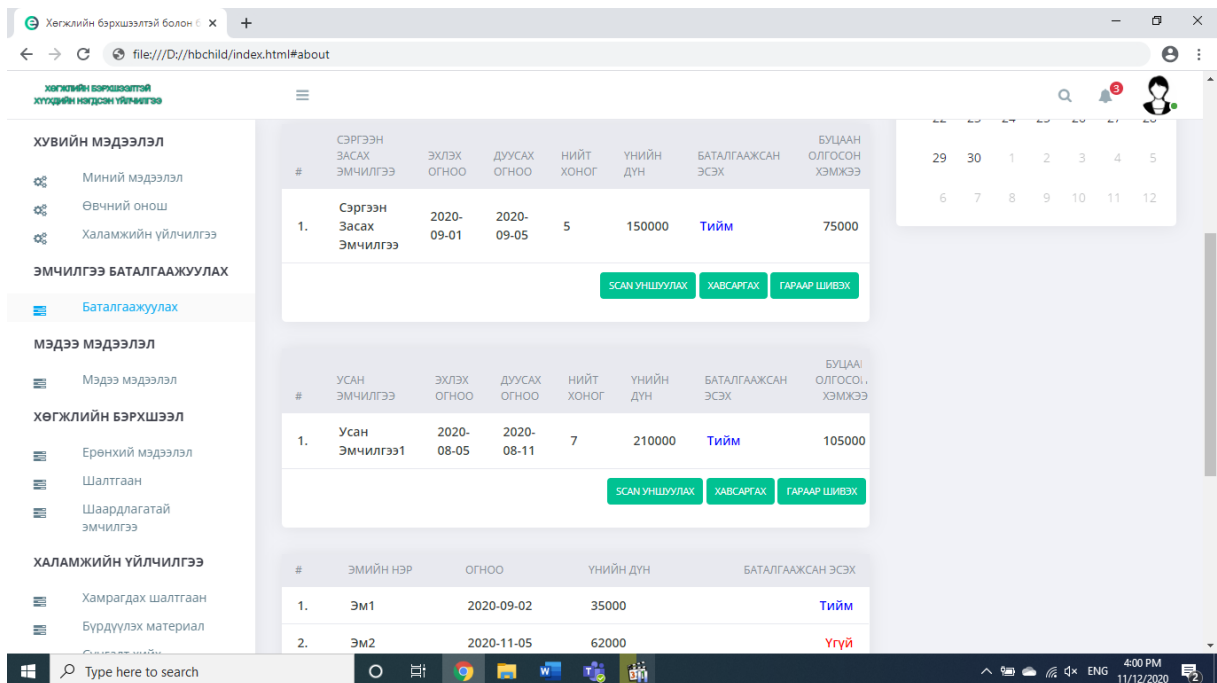 Хөгжлийн бэрхшээлтэй болон б
file:///D://hbchild/index.html#about
ХӨГЖЛИЙН БЭРХШЭЭЛТЭЙ
ХҮҮХДИЙН НЭГДСЭН ҮЙЛЧИЛГЭЭ
3
ХУВИЙН МЭДЭЭЛЭЛ
Миний мэдээлэл
Өвчний онош
Халамжийн үйлчилгээ
ЭМЧИЛГЭЭ БАТАЛГААЖУУЛАХ
Баталгаажуулах
МЭДЭЭ МЭДЭЭЛЭЛ
Мэдээ мэдээлэл
ХӨГЖЛИЙН БЭРХШЭЭЛ
Ерөнхий мэдээлэл
Шалтгаан
Шаардлагатай
эмчилгээ
ХАЛАМЖИЙН ҮЙЛЧИЛГЭЭ
Хамрагдах шалтгаан
Бүрдүүлэх материал
# СЭРГЭЭН ЗАСАХ ЭМЧИЛГЭЭ ЭХЛЭХ ОГНОО ДУУСАХ ОГНОО НИЙТ ХОНОГ ҮНИЙН ДҮН БАТАЛГААЖСАН ЭСЭХ БУЦААН ОЛГОСОН ХЭМЖЭЭ
1. Сэргээн Засах Эмчилгээ 2020-09-01 2020-09-05 5 150000 Тийм 75000
SCAN УНШУУЛАХ ХАВСАРГАХ ГАРААР ШИВЭХ
# УСАН ЭМЧИЛГЭЭ ЭХЛЭХ ОГНОО ДУУСАХ ОГНОО НИЙТ ХОНОГ ҮНИЙН ДҮН БАТАЛГААЖСАН ЭСЭХ ХЭМЖЭЭ
1. Усан Эмчилгээ1 2020-08-05 2020-08-11 7 210000 Тийм 105000
SCAN УНШУУЛАХ ХАВСАРГАХ ГАРААР ШИВЭХ
# ЭМИЙН НЭР ОГНОО ҮНИЙН ДҮН БАТАЛГААЖСАН ЭСЭХ
1. Эм1 2020-09-02 35000 Тийм
2. Эм2 2020-11-05 62000 Үгүй
29 30 1 2 3 4 5
6 7 8 9 10 11 12
Type here to search
ENG
4:00 PM
11/12/2020
2